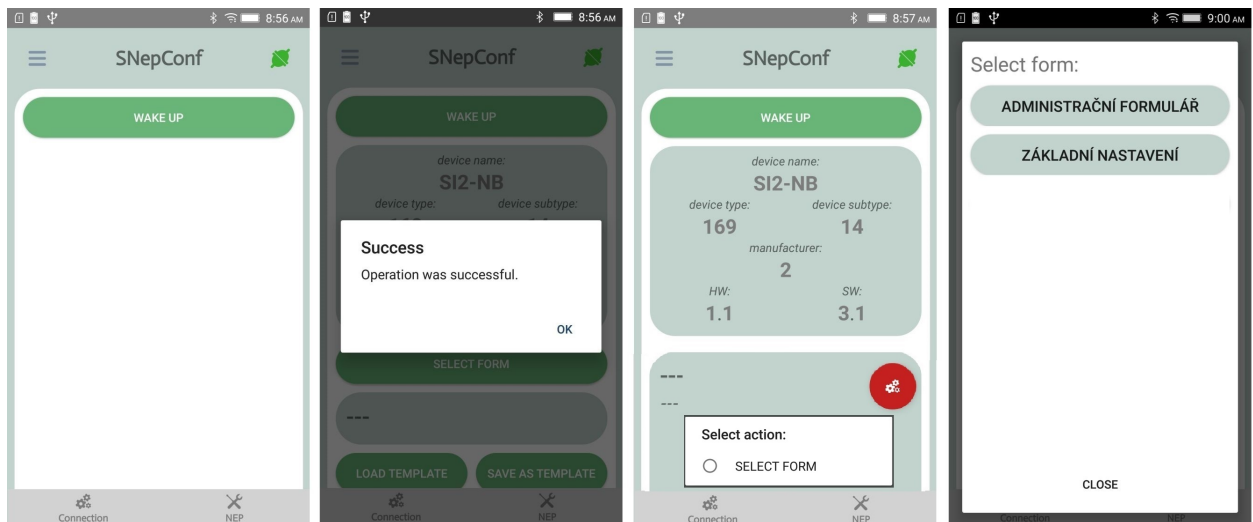 8:56 AM
SNepConf
WAKE UP
Connection
NEP
8:56 AM
SNepConf
WAKE UP
device name:
SI2-NB
device type:
device subtype:
Success
Operation was successful.
OK
SELECT FORM
---
LOAD TEMPLATE
SAVE AS TEMPLATE
Connection
NEP
8:57 AM
SNepConf
WAKE UP
device name:
SI2-NB
device type:
device subtype:
169
14
manufacturer:
2
HW:
SW:
1.1
3.1
---
---
Select action:
SELECT FORM
Connection
NEP
9:00 AM
Select form:
ADMINISTRAČNÍ FORMULÁŘ
ZÁKLADNÍ NASTAVENÍ
CLOSE
Connection
NEP